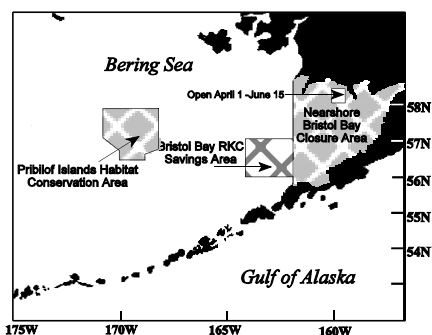 Bering Sea
Open April 1 -June 15
Nearshore
Bristol Bay
Closure Area
58N
Bristol Bay RKC
Savings Area
57N
Pribilof Islands Habitat
Conservation Area
56N
55N
54N
Gulf of Alaska
175W
170W
165W
160W